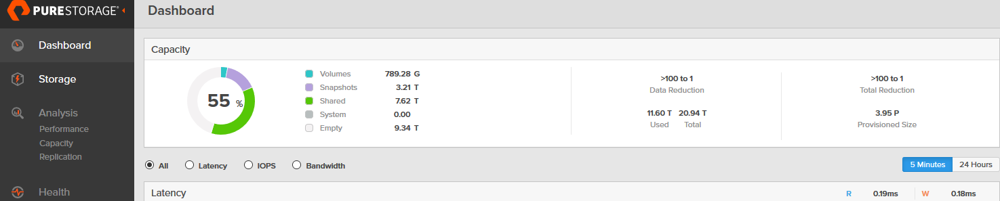 PURESTORAGE®
Dashboard
Dashboard
Storage
Analysis
Performance
Capacity
Replication
Health
Capacity
55 %
Volumes 789.28 G
Snapshots 3.21 T
Shared 7.62 T
System 0.00
Empty 9.34 T
>100 to 1
Data Reduction
11.60 T 20.94 T
Used Total
>100 to 1
Total Reduction
3.95 P
Provisioned Size
All Latency IOPS Bandwidth
5 Minutes 24 Hours
Latency R 0.19ms W 0.18ms